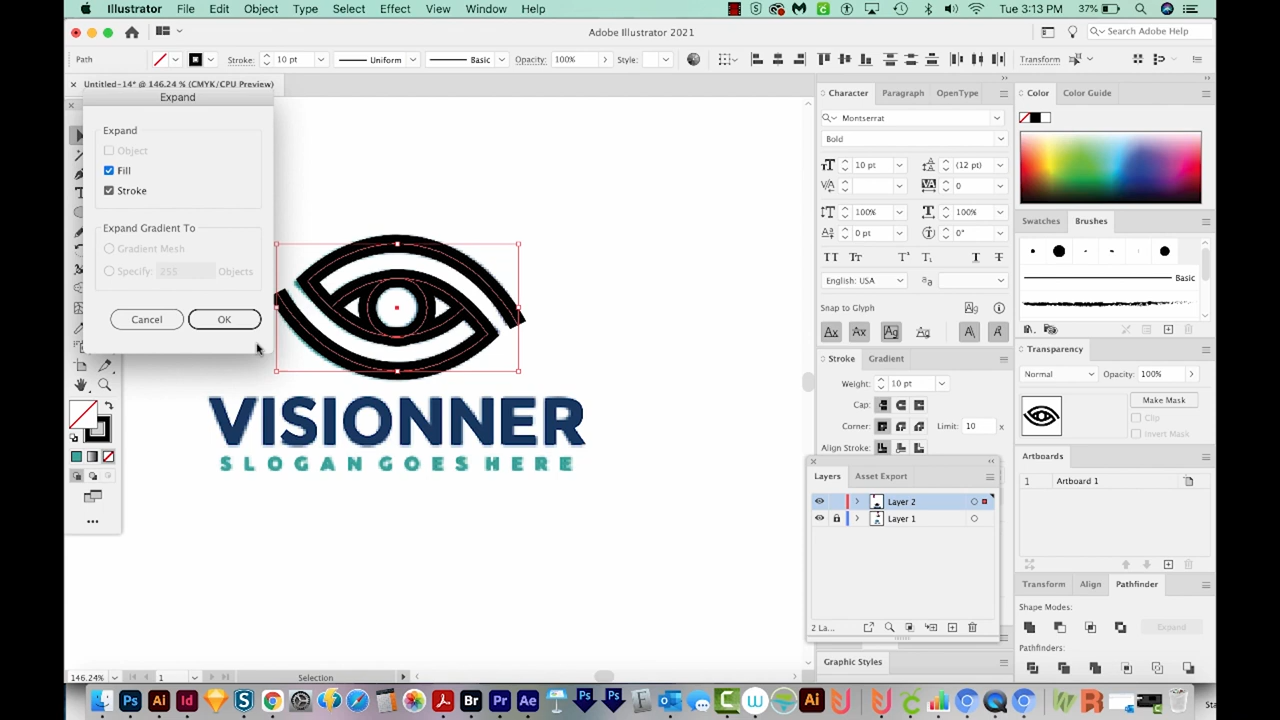 Illustrator File Edit Object Type Select Effect View Window Help
37% Tue 3:13 PM
Adobe Illustrator 2021
Search Adobe Help
Path Stroke: 10 pt Uniform Basic Opacity: 100% Style: Transform
Untitled-14* @ 146.24 % (CMYK/CPU Preview)
Expand
Expand
Object
Fill
Stroke
Expand Gradient To
Gradient Mesh
Specify: 255 Objects
Cancel OK
VISIONNER
SLOGAN GOES HERE
Character Paragraph OpenType
Montserrat
Bold
10 pt (12 pt)
0
100% 100%
0 pt 0°
English: USA
Snap to Glyph
Stroke Gradient
Weight: 10 pt
Cap:
Corner: Limit: 10 x
Align Stroke:
Layers Asset Export
Layer 2
Layer 1
2 La...
Graphic Styles
Color Color Guide
Swatches Brushes
Basic
Transparency
Normal Opacity: 100%
Make Mask
Clip
Invert Mask
Artboards
1 Artboard 1
Transform Align Pathfinder
Shape Modes:
Expand
Pathfinders:
146.24% 1 Selection